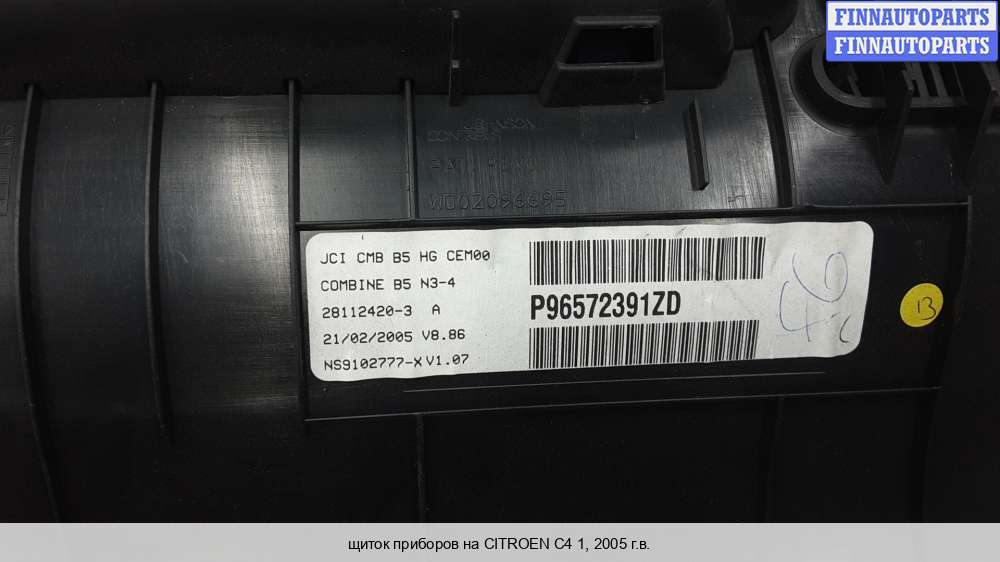 FINNAUTOPARTS
FINNAUTOPARTS
W002096695
JCI CMB B5 HG CEM00
COMBINE B5 N3-4
28112420-3 A
21/02/2005 V8.86
NS9102777-X V1.07
P96572391ZD
13
щиток приборов на CITROEN C4 1, 2005 г.в.